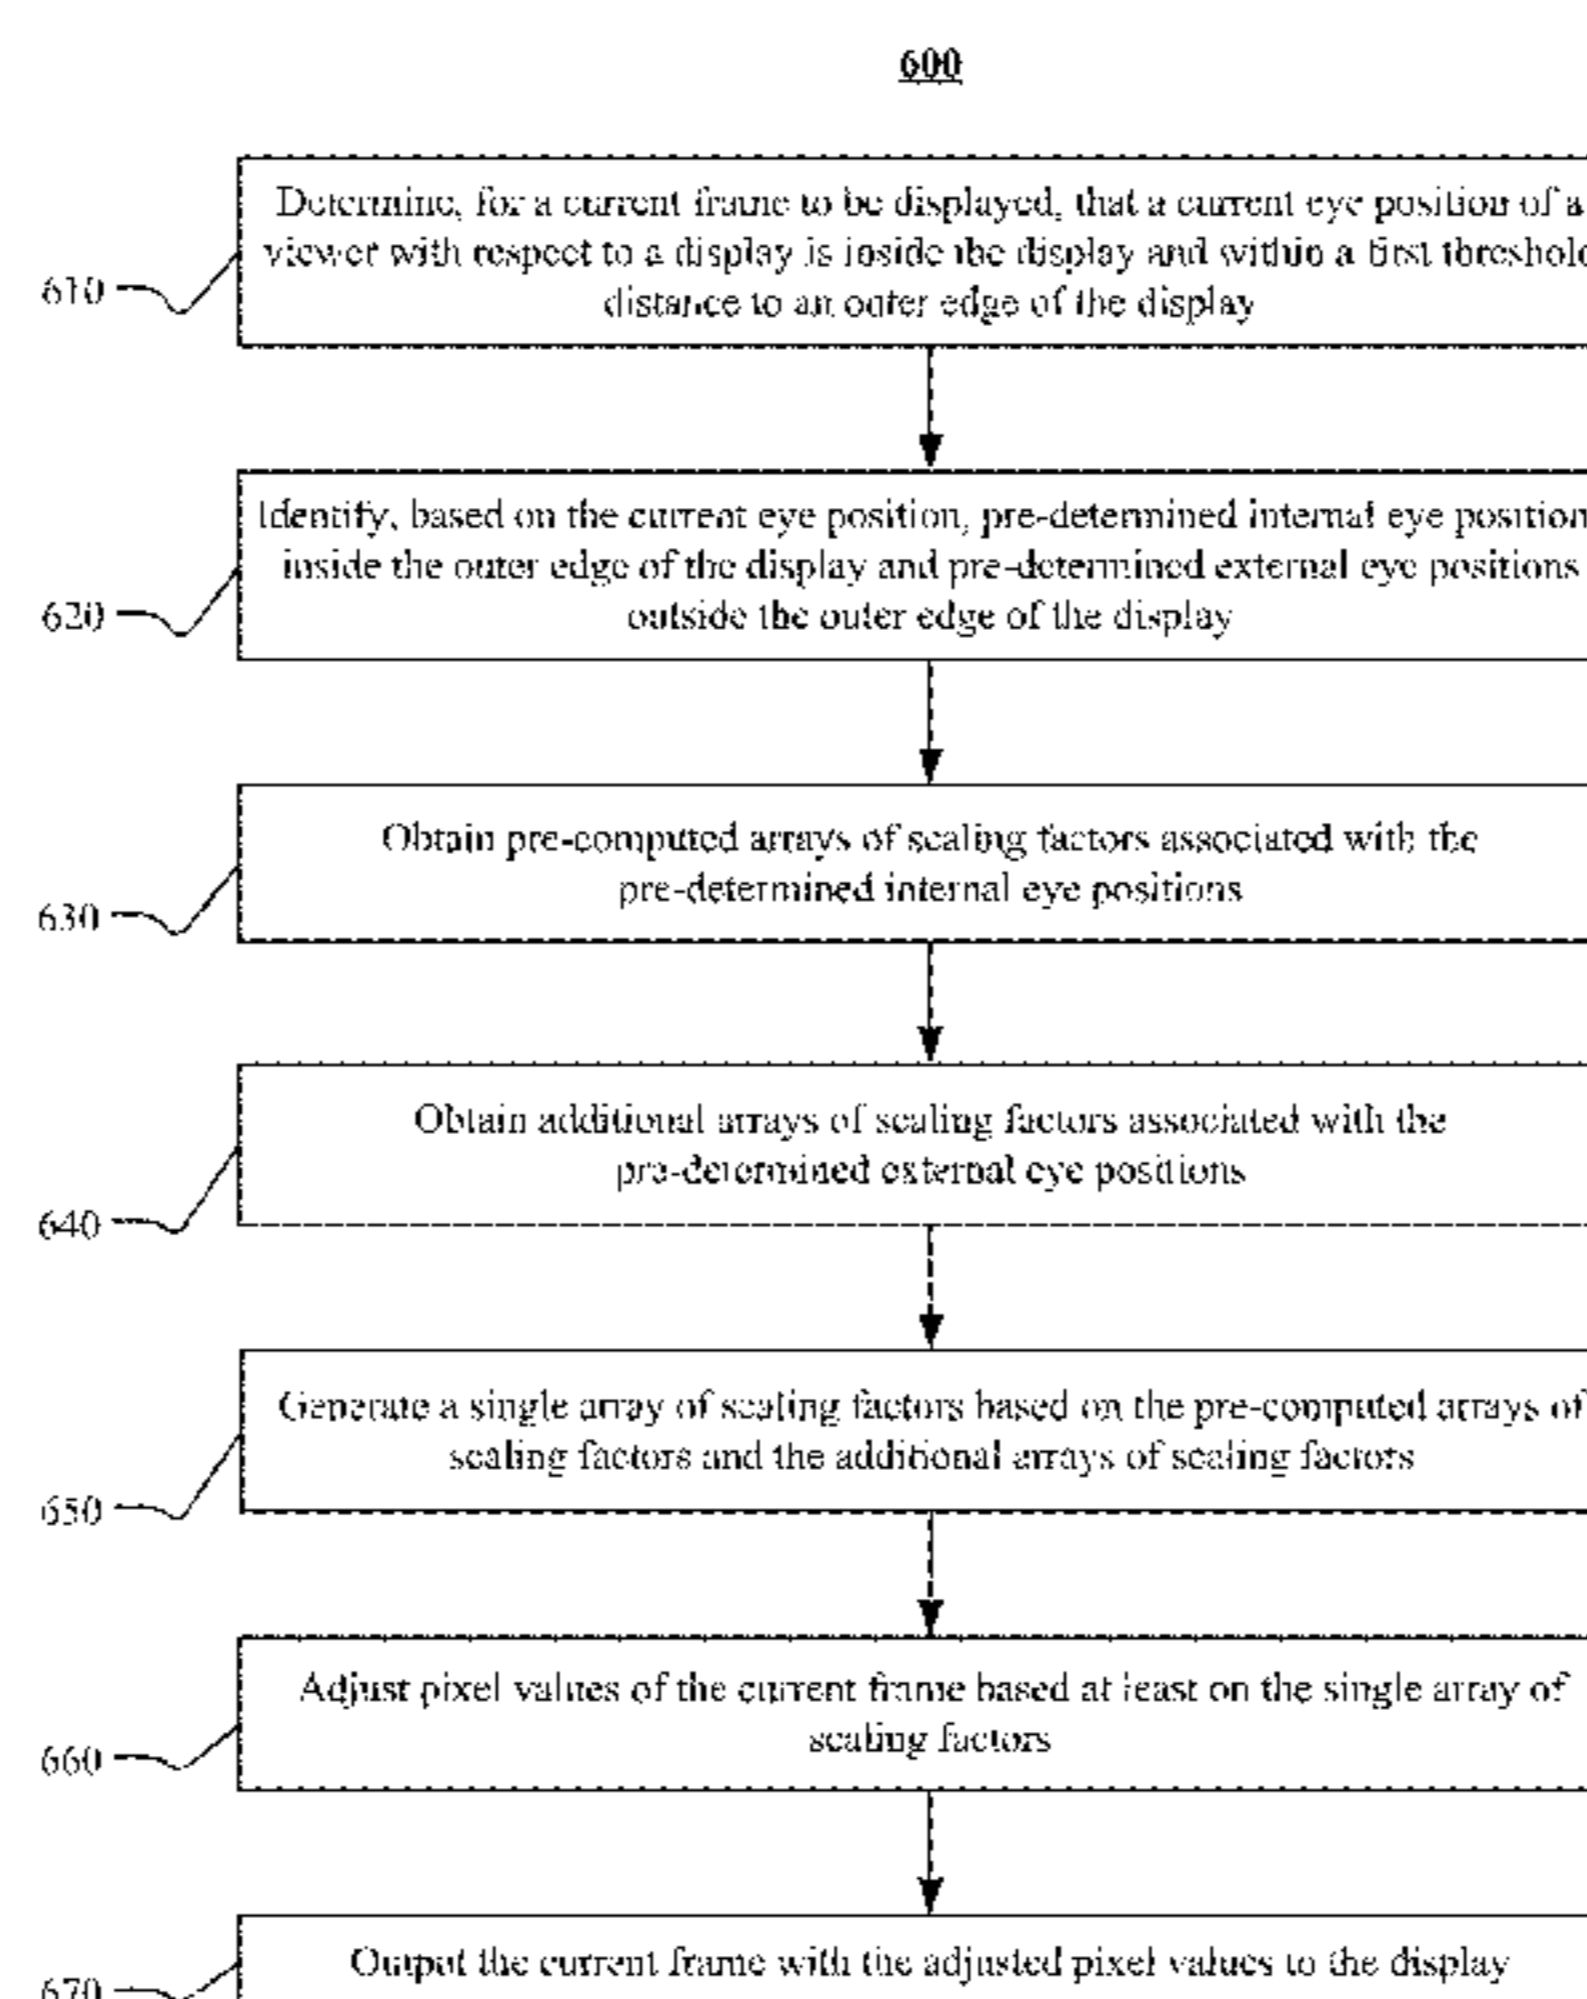 600
Determine, for a current frame to be displayed, that a current eye position of a
610
viewer with respect to a display is inside the display and within a first threshold
distance to an outer edge of the display
620
Identify, based on the current eye position, pre-determined internal eye position
inside the outer edge of the display and pre-determined external eye positions
outside the outer edge of the display
630
Obtain pre-computed arrays of scaling factors associated with the
pre-determined internal eye positions
640
Obtain additional arrays of scaling factors associated with the
pre-determined external eye positions
650
Generate a single array of scaling factors based on the pre-computed arrays of
scaling factors and the additional arrays of scaling factors
660
Adjust pixel values of the current frame based at least on the single array of
scaling factors
670
Output the current frame with the adjusted pixel values to the display